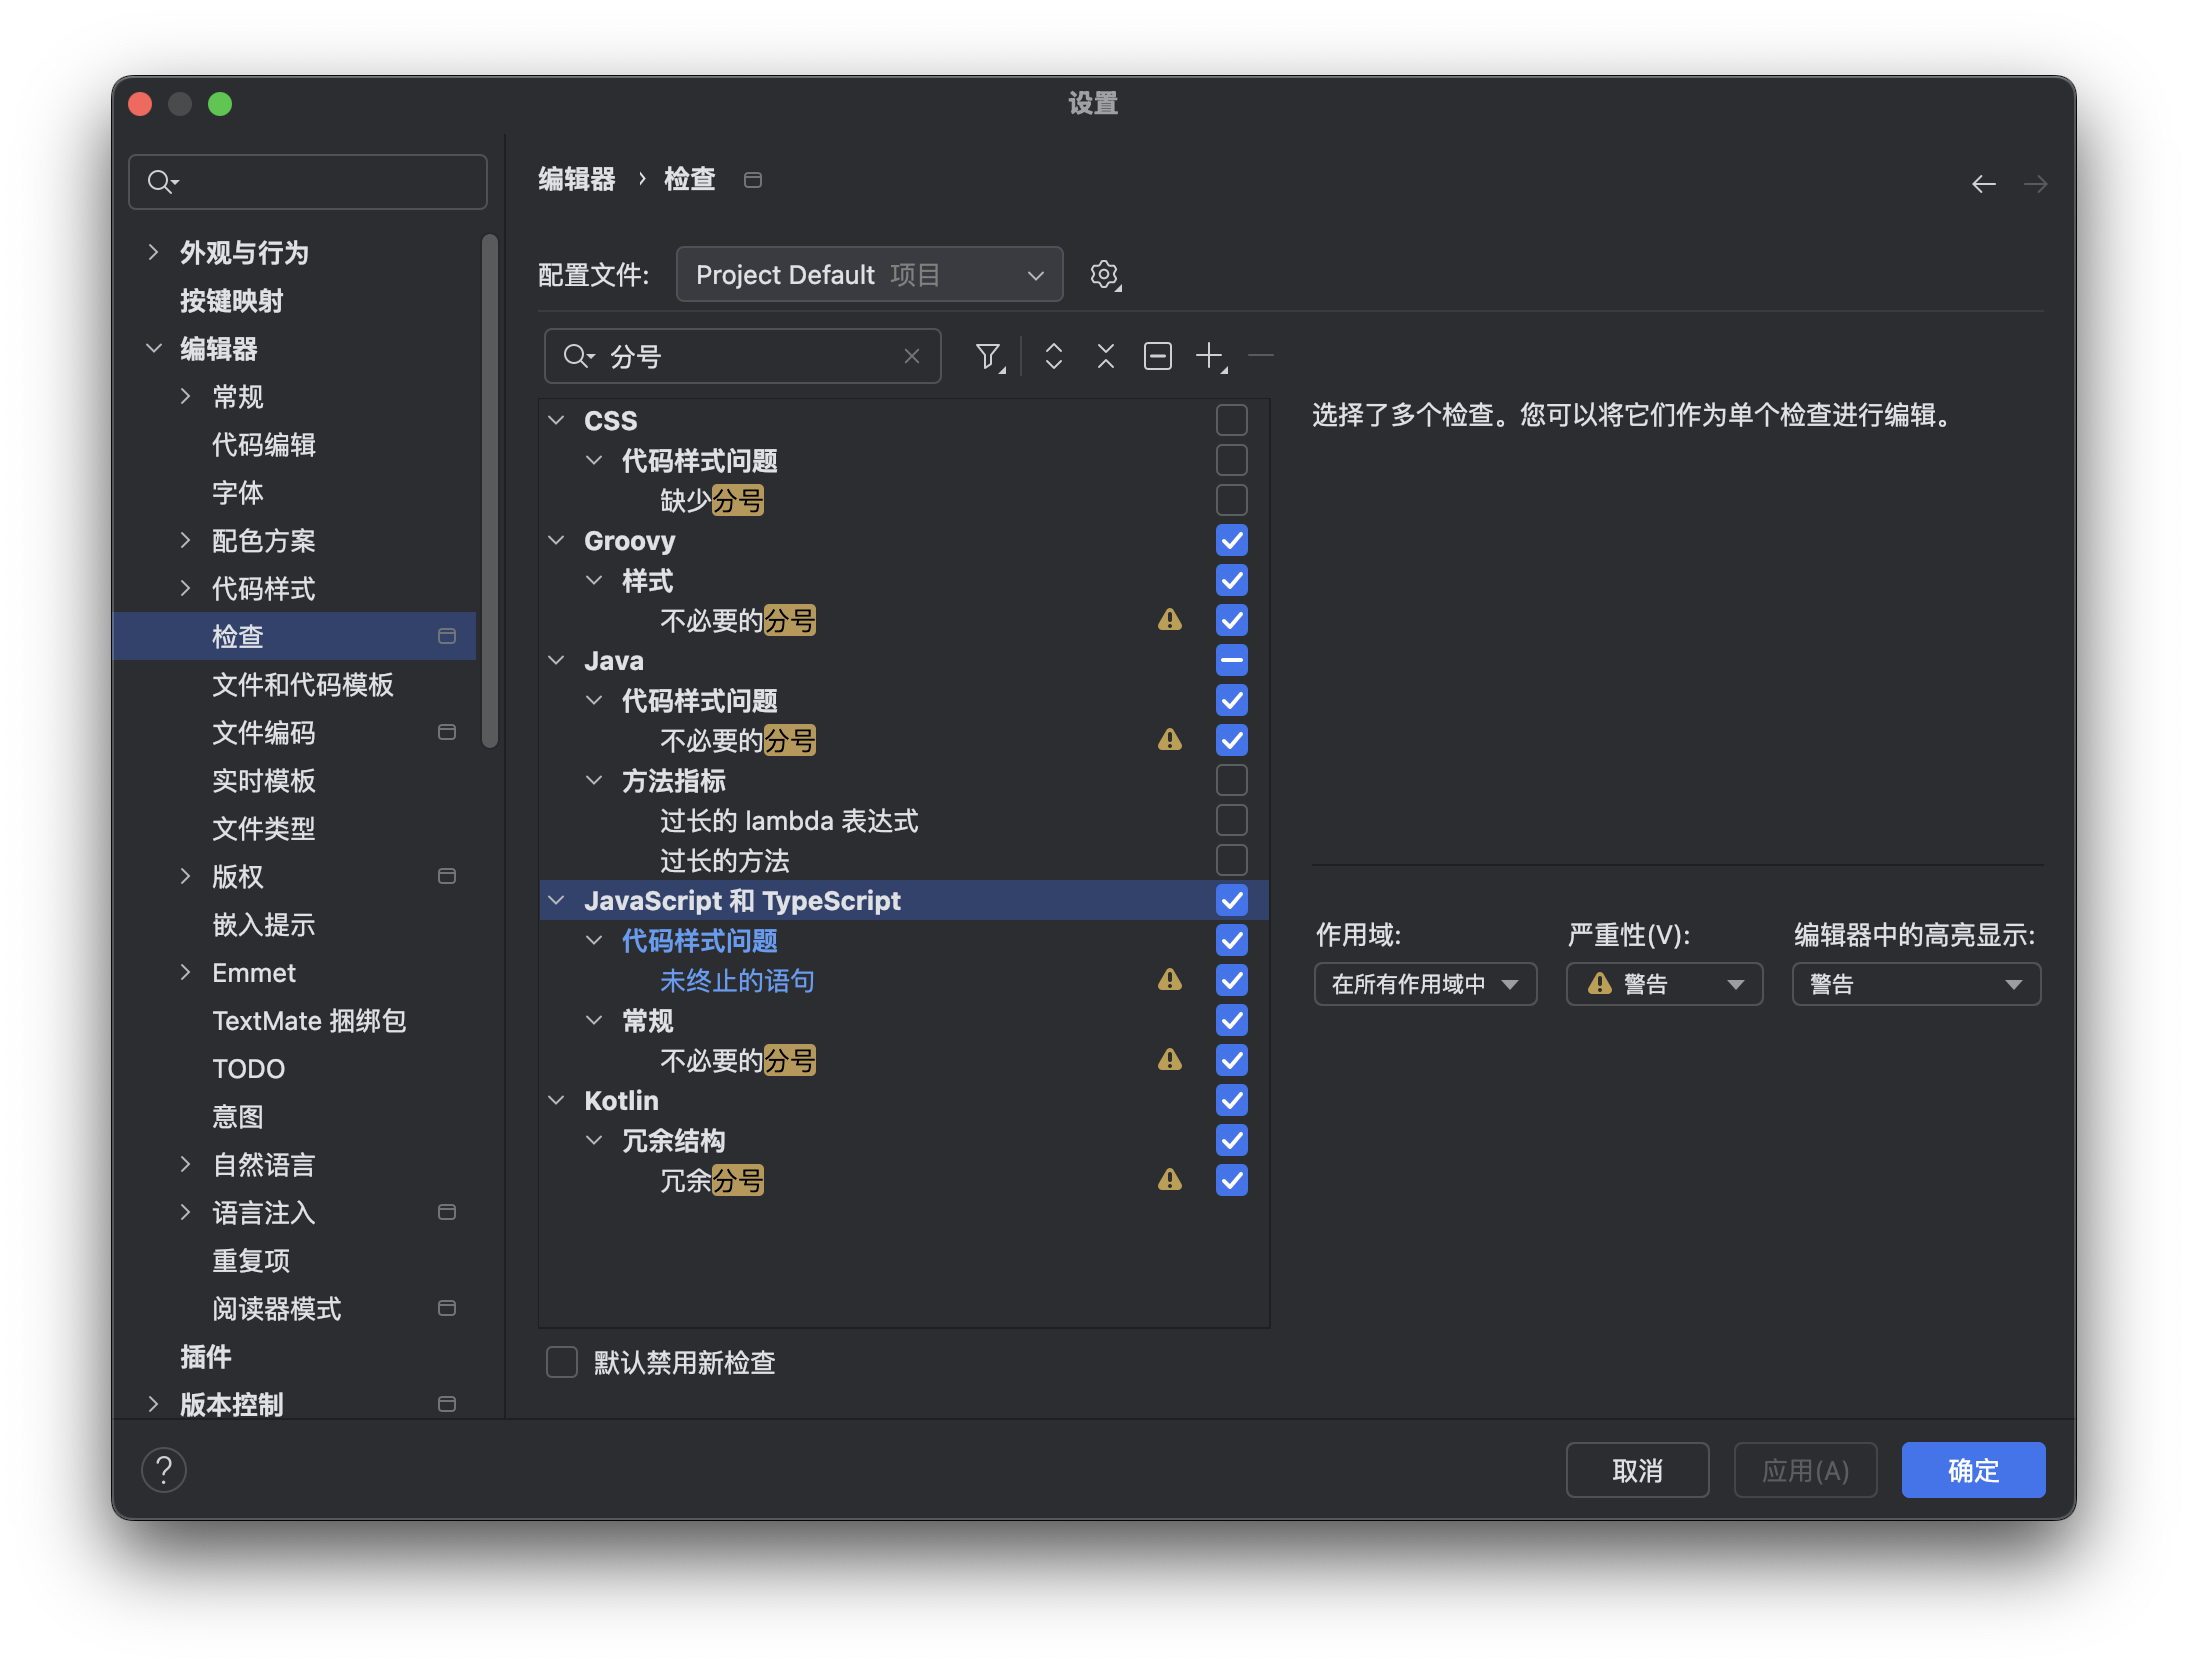 设置
外观与行为
按键映射
编辑器
常规
代码编辑
字体
配色方案
代码样式
检查
文件和代码模板
文件编码
实时模板
文件类型
版权
嵌入提示
Emmet
TextMate 捆绑包
TODO
意图
自然语言
语言注入
重复项
阅读器模式
插件
版本控制
编辑器 › 检查
配置文件: Project Default 项目
分号
CSS
代码样式问题
缺少分号
Groovy
样式
不必要的分号
Java
代码样式问题
不必要的分号
方法指标
过长的 lambda 表达式
过长的方法
JavaScript 和 TypeScript
代码样式问题
未终止的语句
常规
不必要的分号
Kotlin
冗余结构
冗余分号
默认禁用新检查
选择了多个检查。您可以将它们作为单个检查进行编辑。
作用域: 严重性(V): 编辑器中的高亮显示:
在所有作用域中 警告 警告
? 取消 应用(A) 确定